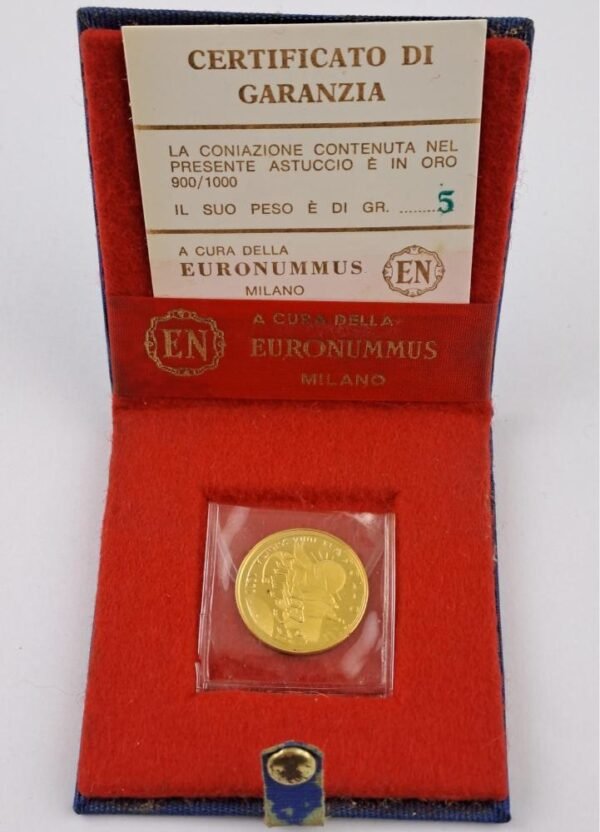 CERTIFICATO DI
GARANZIA
LA CONIAZIONE CONTENUTA NEL
PRESENTE ASTUCCIO È IN ORO
900/1000
IL SUO PESO È DI GR. ..........5
A CURA DELLA
EURONUMMUS
MILANO
EN
EN
A CURA DELLA
EURONUMMUS
MILANO